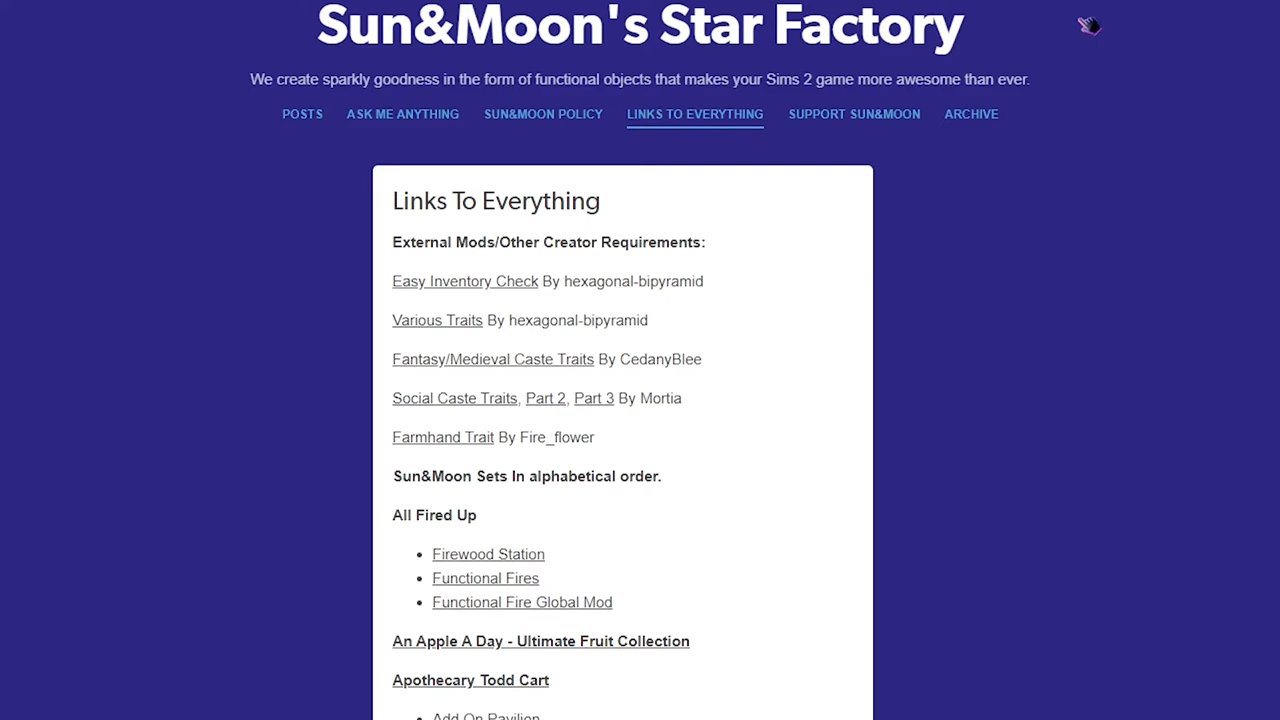 Sun&Moon's Star Factory
We create sparkly goodness in the form of functional objects that makes your Sims 2 game more awesome than ever.
POSTS ASK ME ANYTHING SUN&MOON POLICY LINKS TO EVERYTHING SUPPORT SUN&MOON ARCHIVE
Links To Everything
External Mods/Other Creator Requirements:
Easy Inventory Check By hexagonal-bipyramid
Various Traits By hexagonal-bipyramid
Fantasy/Medieval Caste Traits By CedanyBlee
Social Caste Traits, Part 2, Part 3 By Mortia
Farmhand Trait By Fire_flower
Sun&Moon Sets In alphabetical order.
All Fired Up
• Firewood Station
• Functional Fires
• Functional Fire Global Mod
An Apple A Day - Ultimate Fruit Collection
Apothecary Todd Cart
• Add On Pavilion